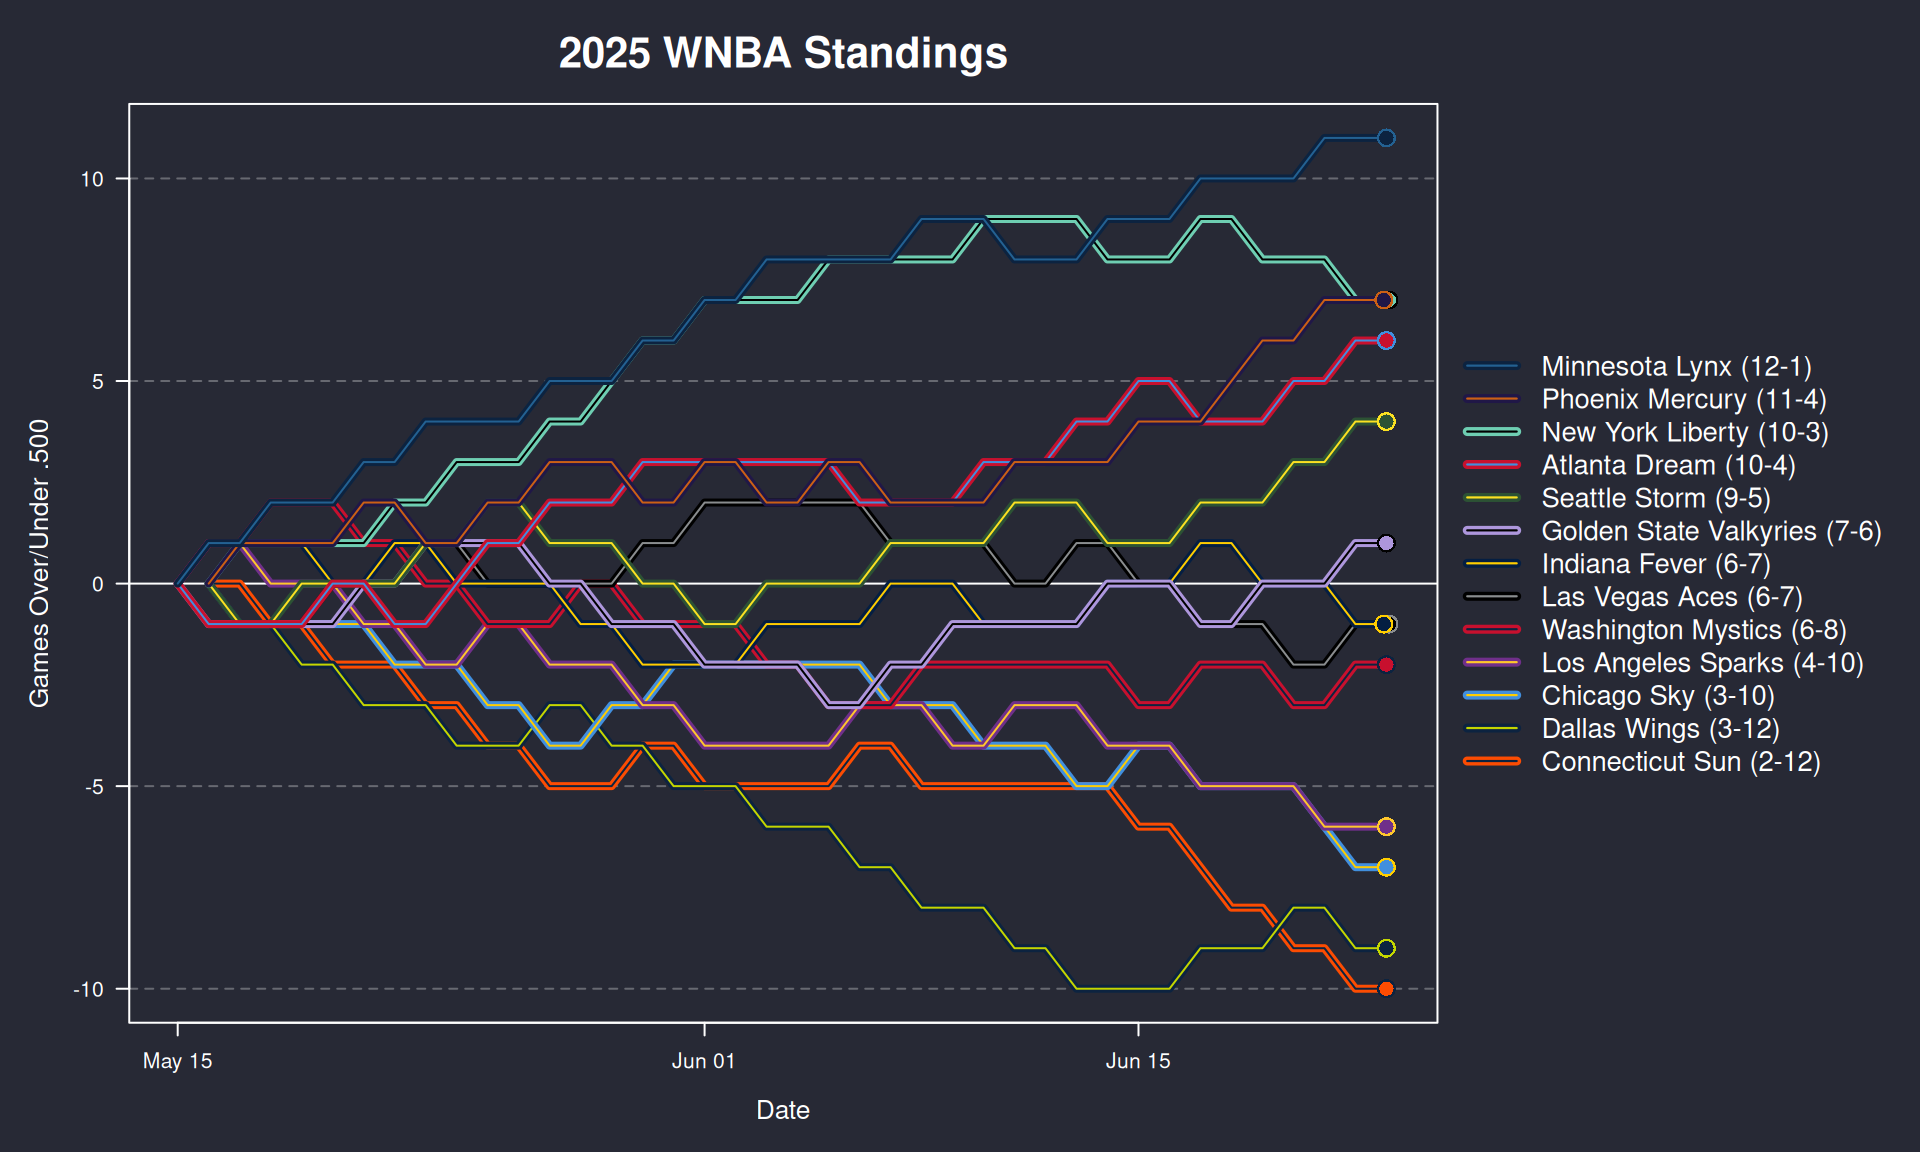 2025 WNBA Standings
Games Over/Under .500
10
5
0
-5
-10
May 15
Jun 01
Jun 15
Date
Minnesota Lynx (12-1)
Phoenix Mercury (11-4)
New York Liberty (10-3)
Atlanta Dream (10-4)
Seattle Storm (9-5)
Golden State Valkyries (7-6)
Indiana Fever (6-7)
Las Vegas Aces (6-7)
Washington Mystics (6-8)
Los Angeles Sparks (4-10)
Chicago Sky (3-10)
Dallas Wings (3-12)
Connecticut Sun (2-12)